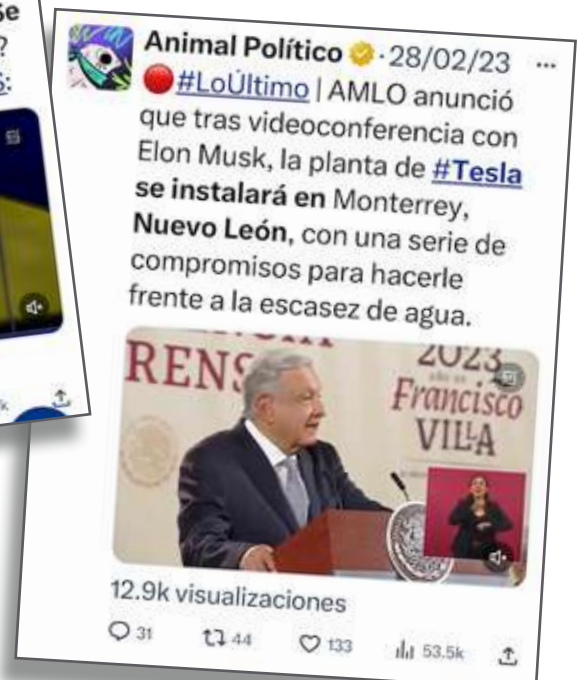 se
?
s:
k
Animal Político · 28/02/23 ...
#LoÚltimo | AMLO anunció
que tras videoconferencia con
Elon Musk, la planta de #Tesla
se instalará en Monterrey,
Nuevo León, con una serie de
compromisos para hacerle
frente a la escasez de agua.
RENS
2023
Francisco
VILLA
12.9k visualizaciones
31 44 133 53.5k